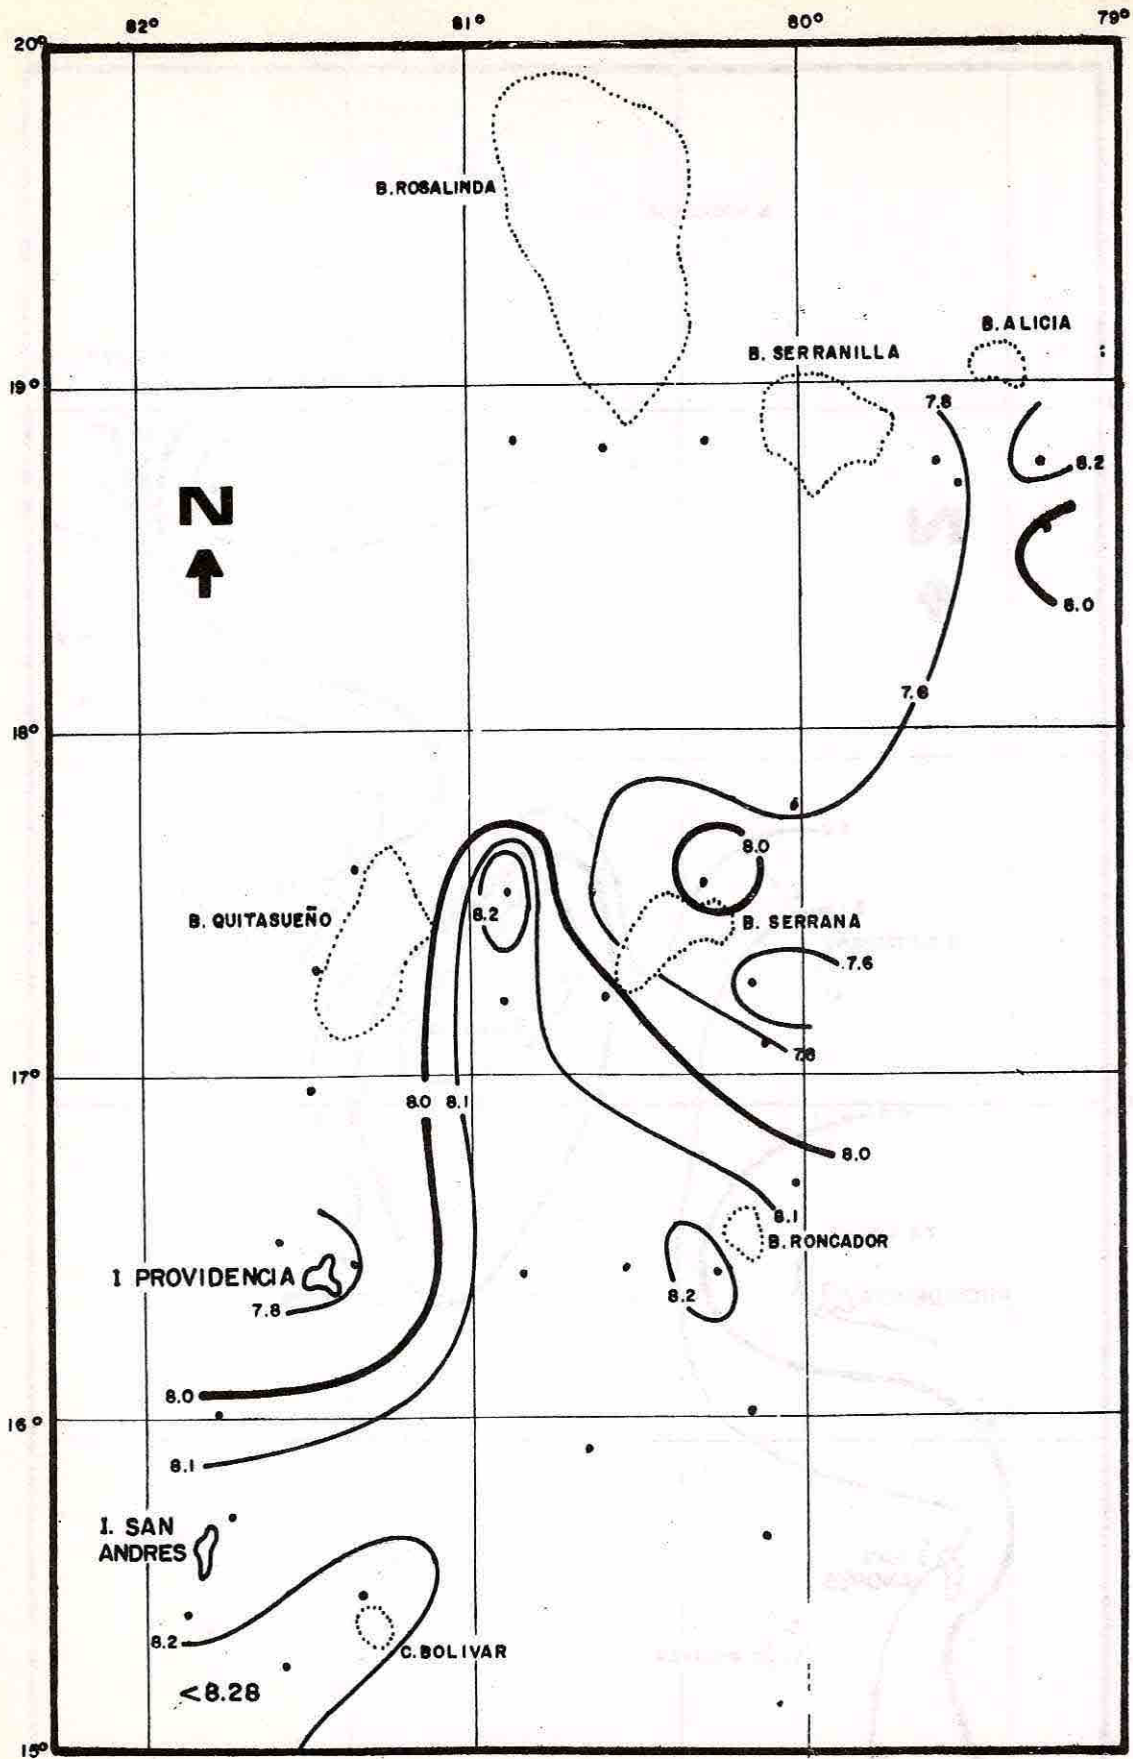 82° 81° 80° 79°
20°
B.ROSALINDA
B.ALICIA
B. SERRANILLA
19°
7.8
8.2
N
8.0
7.8
18°
8.0
8.2
B. QUITASUEÑO
B. SERRANA
7.6
7.8
17°
8.0 8.1
8.0
8.1
B.RONCADOR
I PROVIDENCIA
8.2
7.8
8.0
16°
8.1
I. SAN
ANDRES
8.2
C.BOLIVAR
<8.28
15°